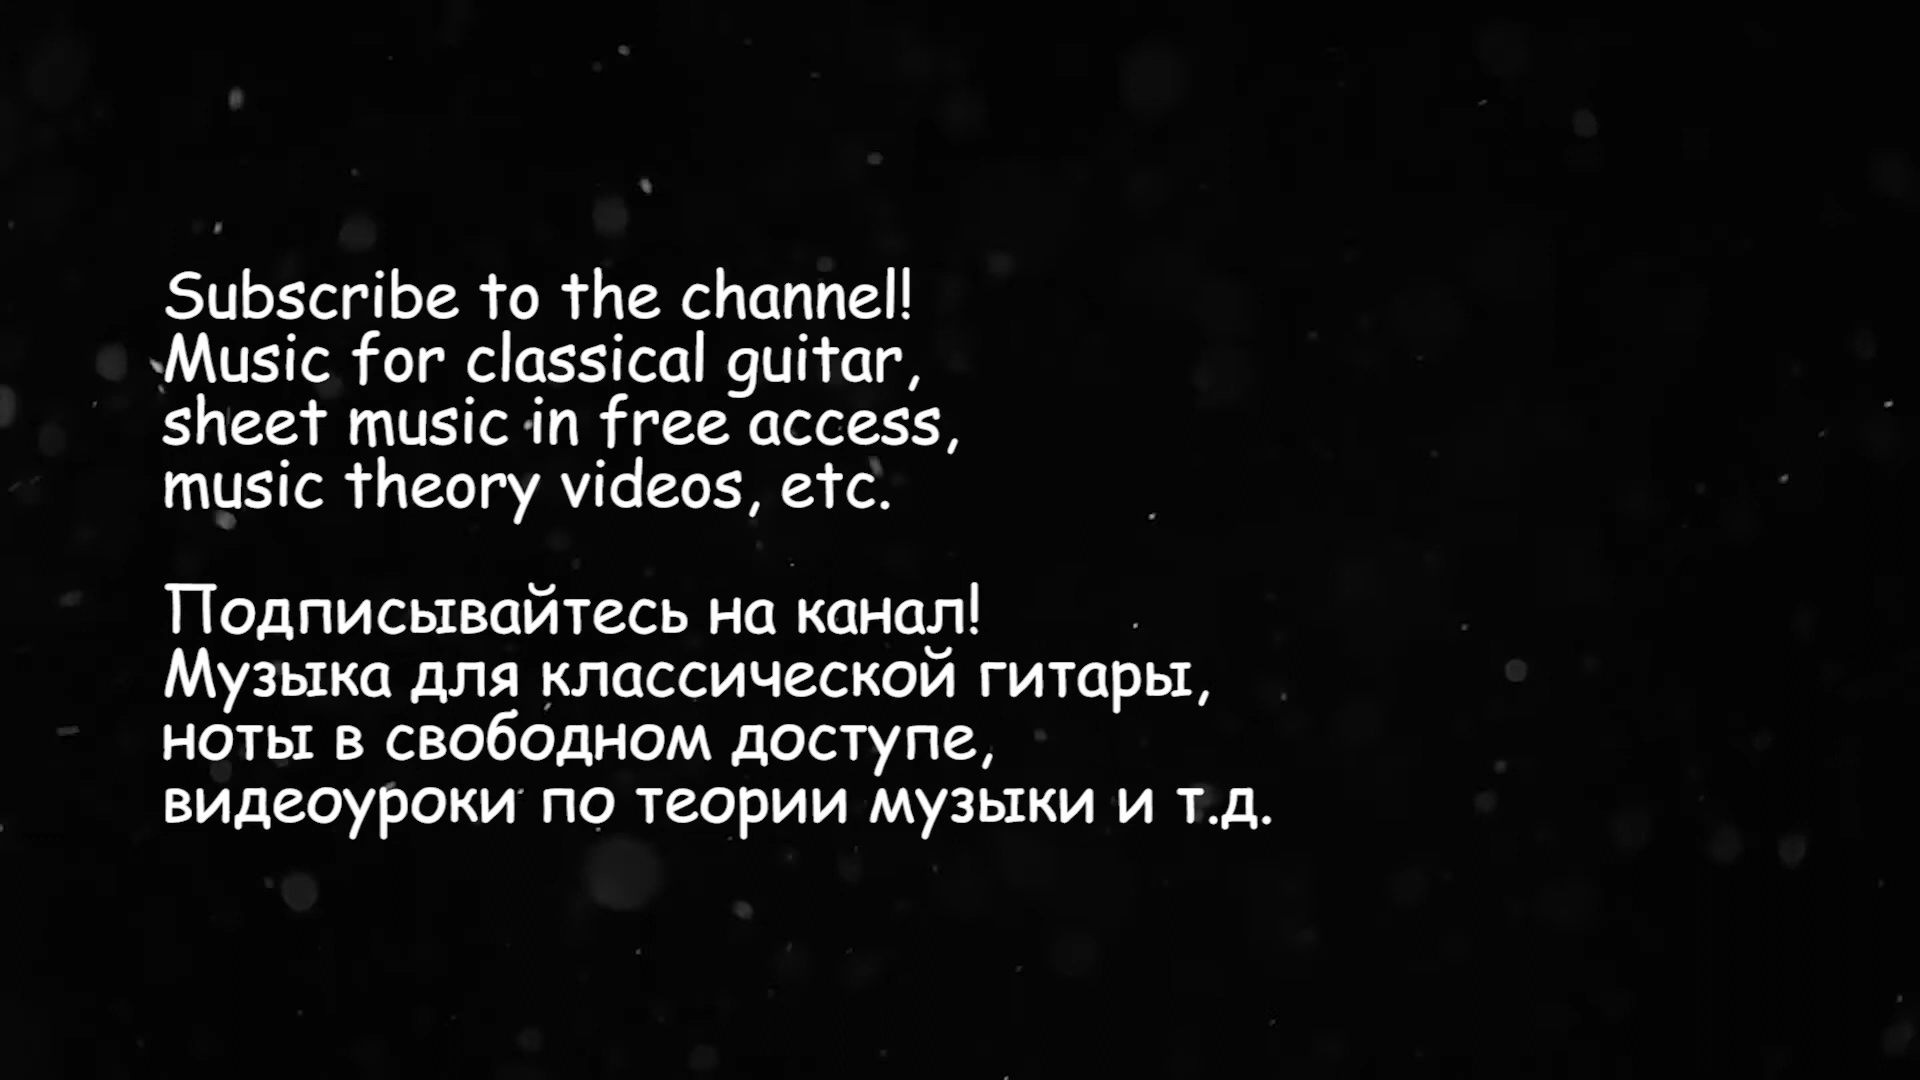 Subscribe to the channel!
Music for classical guitar,
sheet music in free access,
music theory videos, etc.
Подписывайтесь на канал!
Музыка для классической гитары,
ноты в свободном доступе,
видеоуроки по теории музыки и т.д.